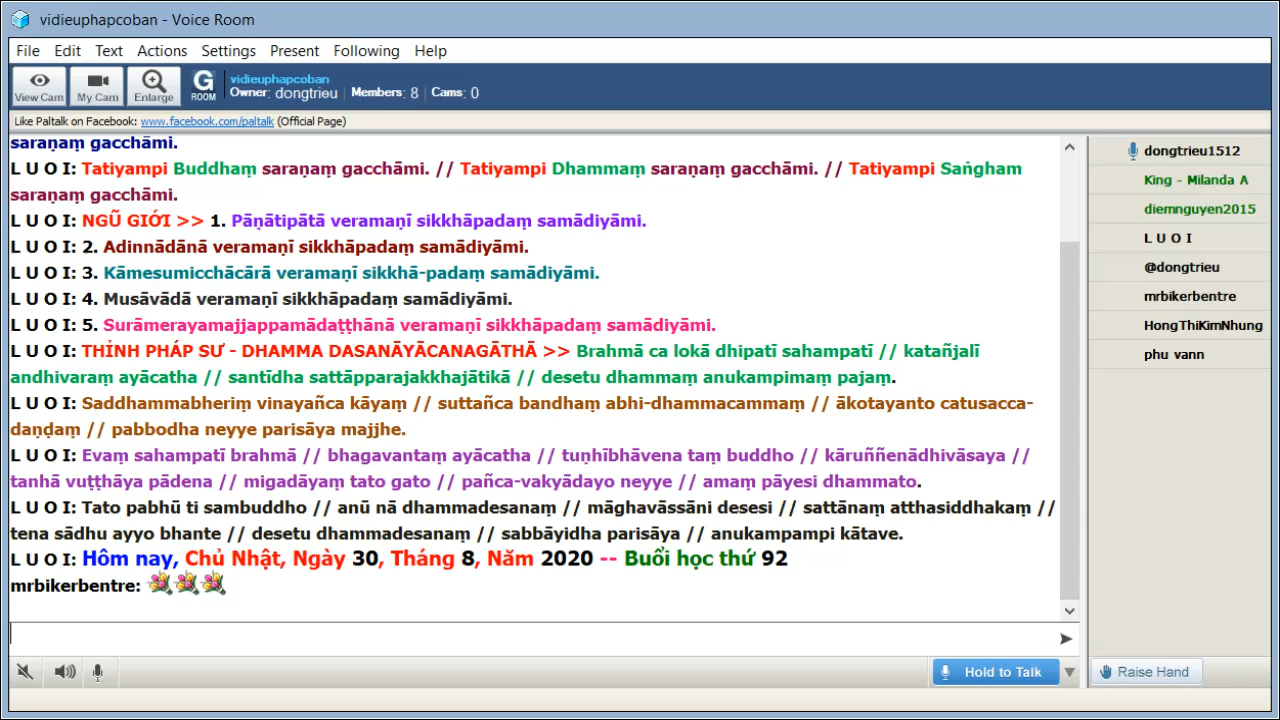 vidieuphapcoban - Voice Room
File Edit Text Actions Settings Present Following Help
View Cam My Cam Enlarge G ROOM vidieuphapcoban
Owner: dongtrieu Members: 8 Cams: 0
Like Paltalk on Facebook: www.facebook.com/paltalk (Official Page)
saraṇaṃ gacchāmi.
L U O I: Tatiyampi Buddhaṃ saraṇaṃ gacchāmi. // Tatiyampi Dhammaṃ saraṇaṃ gacchāmi. // Tatiyampi Saṅgham
saraṇaṃ gacchāmi.
L U O I: NGŨ GIỚI >> 1. Pāṇātipātā veramaṇī sikkhāpadaṃ samādiyāmi.
L U O I: 2. Adinnādānā veramaṇī sikkhāpadaṃ samādiyāmi.
L U O I: 3. Kāmesumicchācārā veramaṇī sikkhā-padaṃ samādiyāmi.
L U O I: 4. Musāvādā veramaṇī sikkhāpadaṃ samādiyāmi.
L U O I: 5. Surāmerayamajjappamādaṭṭhānā veramaṇī sikkhāpadaṃ samādiyāmi.
L U O I: THỈNH PHÁP SƯ - DHAMMA DASANĀYĀCANAGĀTHĀ >> Brahmā ca lokā dhipatī sahampatī // katañjalī
andhivaraṃ ayācatha // santīdha sattāpparajakkhajātikā // desetu dhammaṃ anukampimaṃ pajaṃ.
L U O I: Saddhammabheriṃ vinayañca kāyaṃ // suttañca bandhaṃ abhi-dhammacammaṃ // ākotayanto catusacca-
daṇḍaṃ // pabbodha neyye parisāya majjhe.
L U O I: Evaṃ sahampatī brahmā // bhagavantaṃ ayācatha // tuṇhībhāvena taṃ buddho // kāruññenādhivāsaya //
tanhā vuṭṭhāya pādena // migadāyaṃ tato gato // pañca-vakyādayo neyye // amaṃ pāyesi dhammato.
L U O I: Tato pabhū ti sambuddho // anū nā dhammadesanaṃ // māghavāssāni desesi // sattānaṃ atthasiddhakaṃ //
tena sādhu ayyo bhante // desetu dhammadesanaṃ // sabbāyidha parisāya // anukampampi kātave.
L U O I: Hôm nay, Chủ Nhật, Ngày 30, Tháng 8, Năm 2020 -- Buổi học thứ 92
mrbikerbentre:
dongtrieu1512
King - Milanda A
diemnguyen2015
L U O I
@dongtrieu
mrbikerbentre
HongThiKimNhung
phu vann
Hold to Talk
Raise Hand